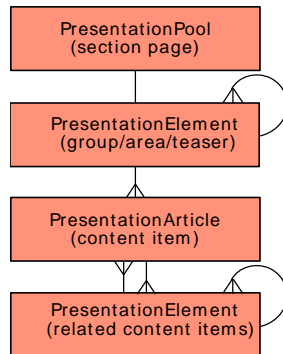 PresentationPool
(section page)
PresentationElement
(group/area/teaser)
PresentationArticle
(content item)
PresentationElement
(related content items)